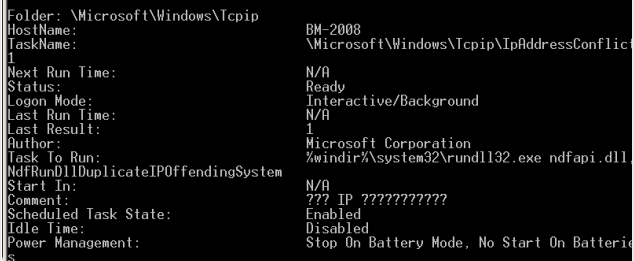 Folder: \Microsoft\Windows\Tcpip
HostName: BM-2008
TaskName: \Microsoft\Windows\Tcpip\IpAddressConflict
1
Next Run Time: N/A
Status: Ready
Logon Mode: Interactive/Background
Last Run Time: N/A
Last Result: 1
Author: Microsoft Corporation
Task To Run: %windir%\system32\rundll32.exe ndfapi.dll,
NdfRunDllDuplicateIPOffendingSystem
Start In: N/A
Comment: ??? IP ???????????
Scheduled Task State: Enabled
Idle Time: Disabled
Power Management: Stop On Battery Mode, No Start On Batterie
s